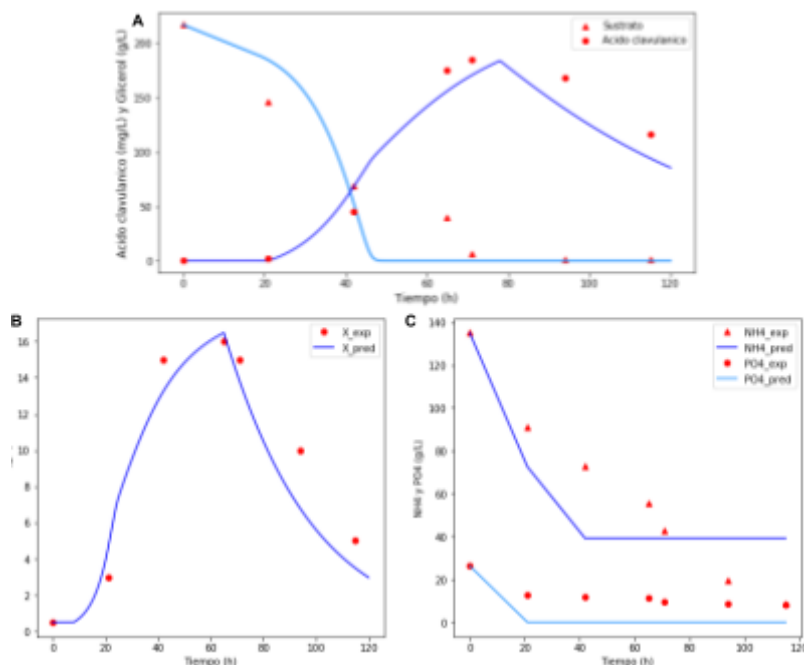 A
Sustrato
Acido clavulanico
Acido clavulanico (mg/L) y Glicerol (g/L)
200
150
100
50
0
0 20 40 60 80 100 120
Tiempo (h)
B
X_exp
X_pred
16
14
12
10
8
6
4
2
0
0 20 40 60 80 100 120
Tiempo (h)
C
NH4_exp
NH4_pred
PO4_exp
PO4_pred
NH4 y PO4 (g/L)
140
120
100
80
60
40
20
0
0 20 40 60 80 100 120
Tiempo (h)